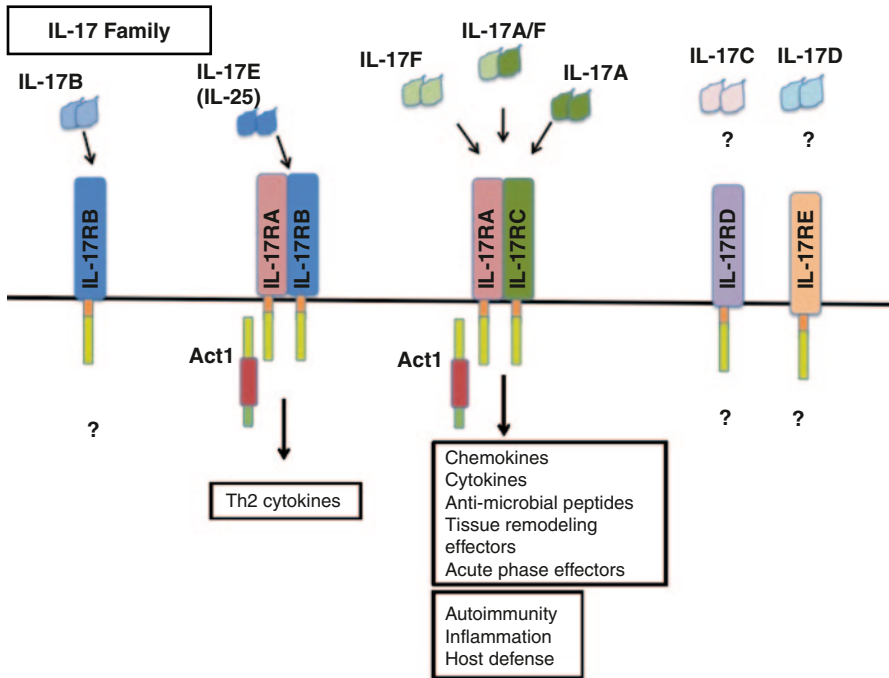 IL-17 Family
IL-17B
IL-17E
(IL-25)
IL-17F
IL-17A/F
IL-17A
IL-17C
IL-17D
?
?
IL-17RB
IL-17RA
IL-17RB
IL-17RA
IL-17RC
IL-17RD
IL-17RE
Act1
Act1
?
?
?
Th2 cytokines
Chemokines
Cytokines
Anti-microbial peptides
Tissue remodeling
effectors
Acute phase effectors
Autoimmunity
Inflammation
Host defense